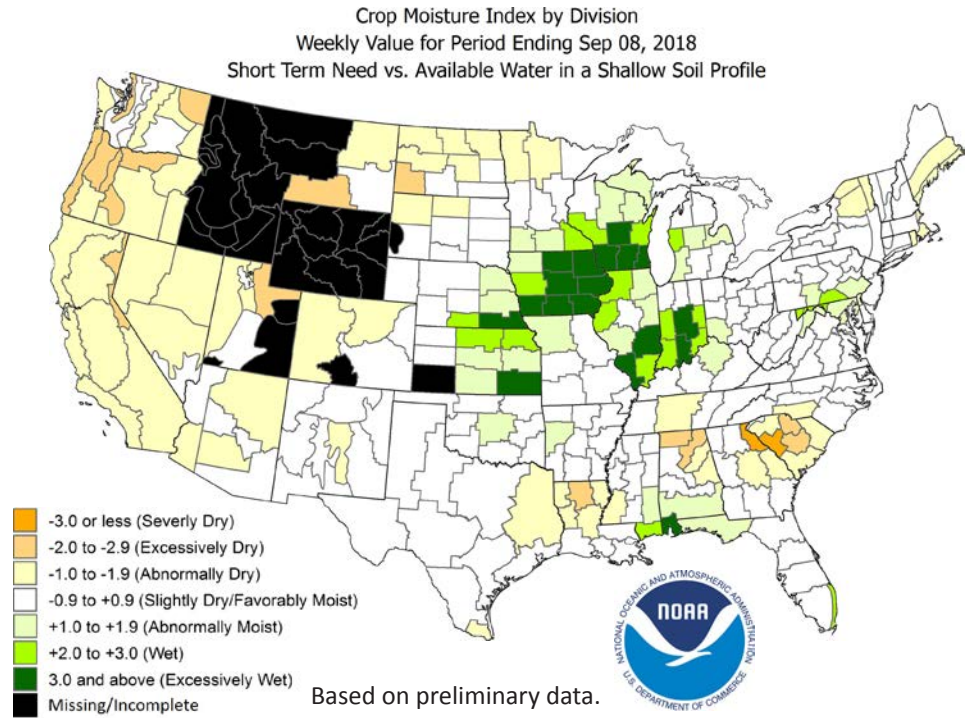 Crop Moisture Index by Division
Weekly Value for Period Ending Sep 08, 2018
Short Term Need vs. Available Water in a Shallow Soil Profile
-3.0 or less (Severly Dry)
-2.0 to -2.9 (Excessively Dry)
-1.0 to -1.9 (Abnormally Dry)
-0.9 to +0.9 (Slightly Dry/Favorably Moist)
+1.0 to +1.9 (Abnormally Moist)
+2.0 to +3.0 (Wet)
3.0 and above (Excessively Wet)
Missing/Incomplete
Based on preliminary data.
NATIONAL OCEANIC AND ATMOSPHERIC ADMINISTRATION
NOAA
U.S. DEPARTMENT OF COMMERCE